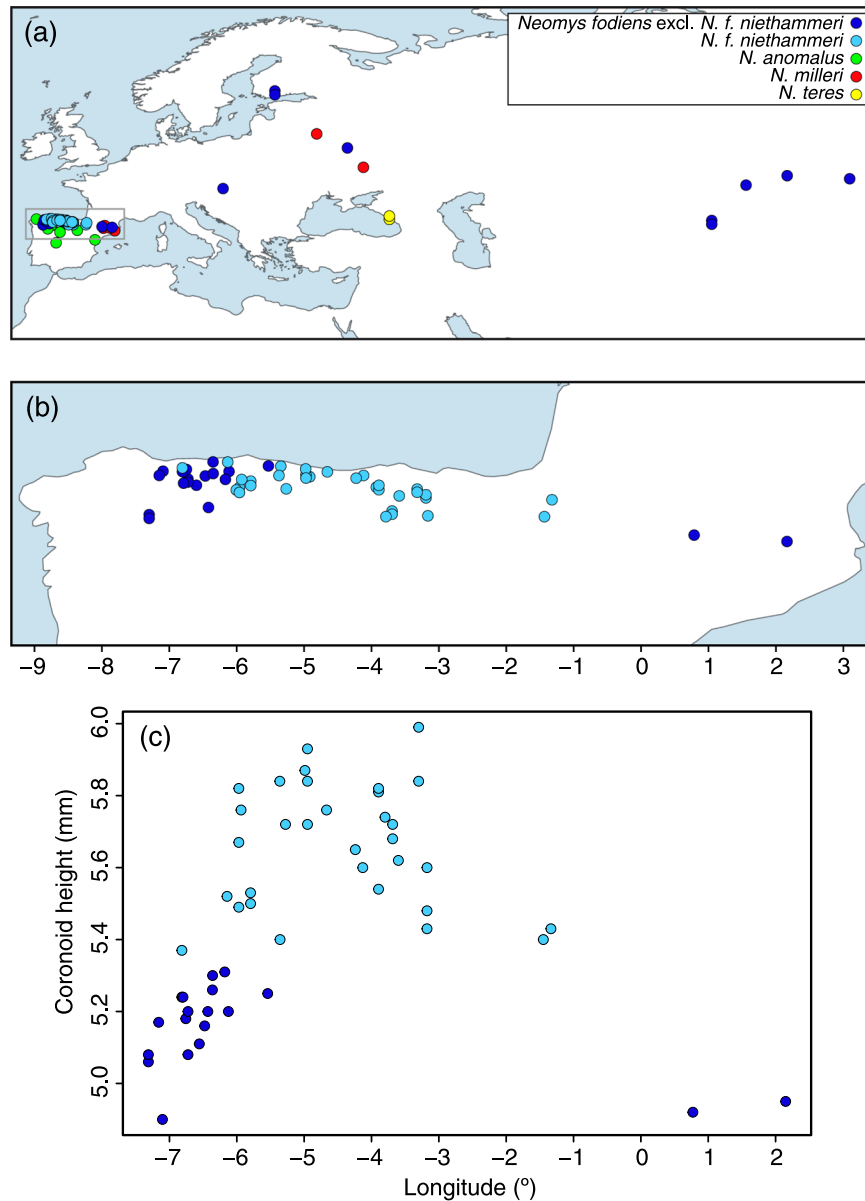 (a)
Neomys fodiens excl. N. f. niethammeri
N. f. niethammeri
N. anomalus
N. milleri
N. teres
(b)
−9 −8 −7 −6 −5 −4 −3 −2 −1 0 1 2 3
(c)
6.0
5.8
5.6
5.4
5.2
5.0
Coronoid height (mm)
−7 −6 −5 −4 −3 −2 −1 0 1 2
Longitude (º)